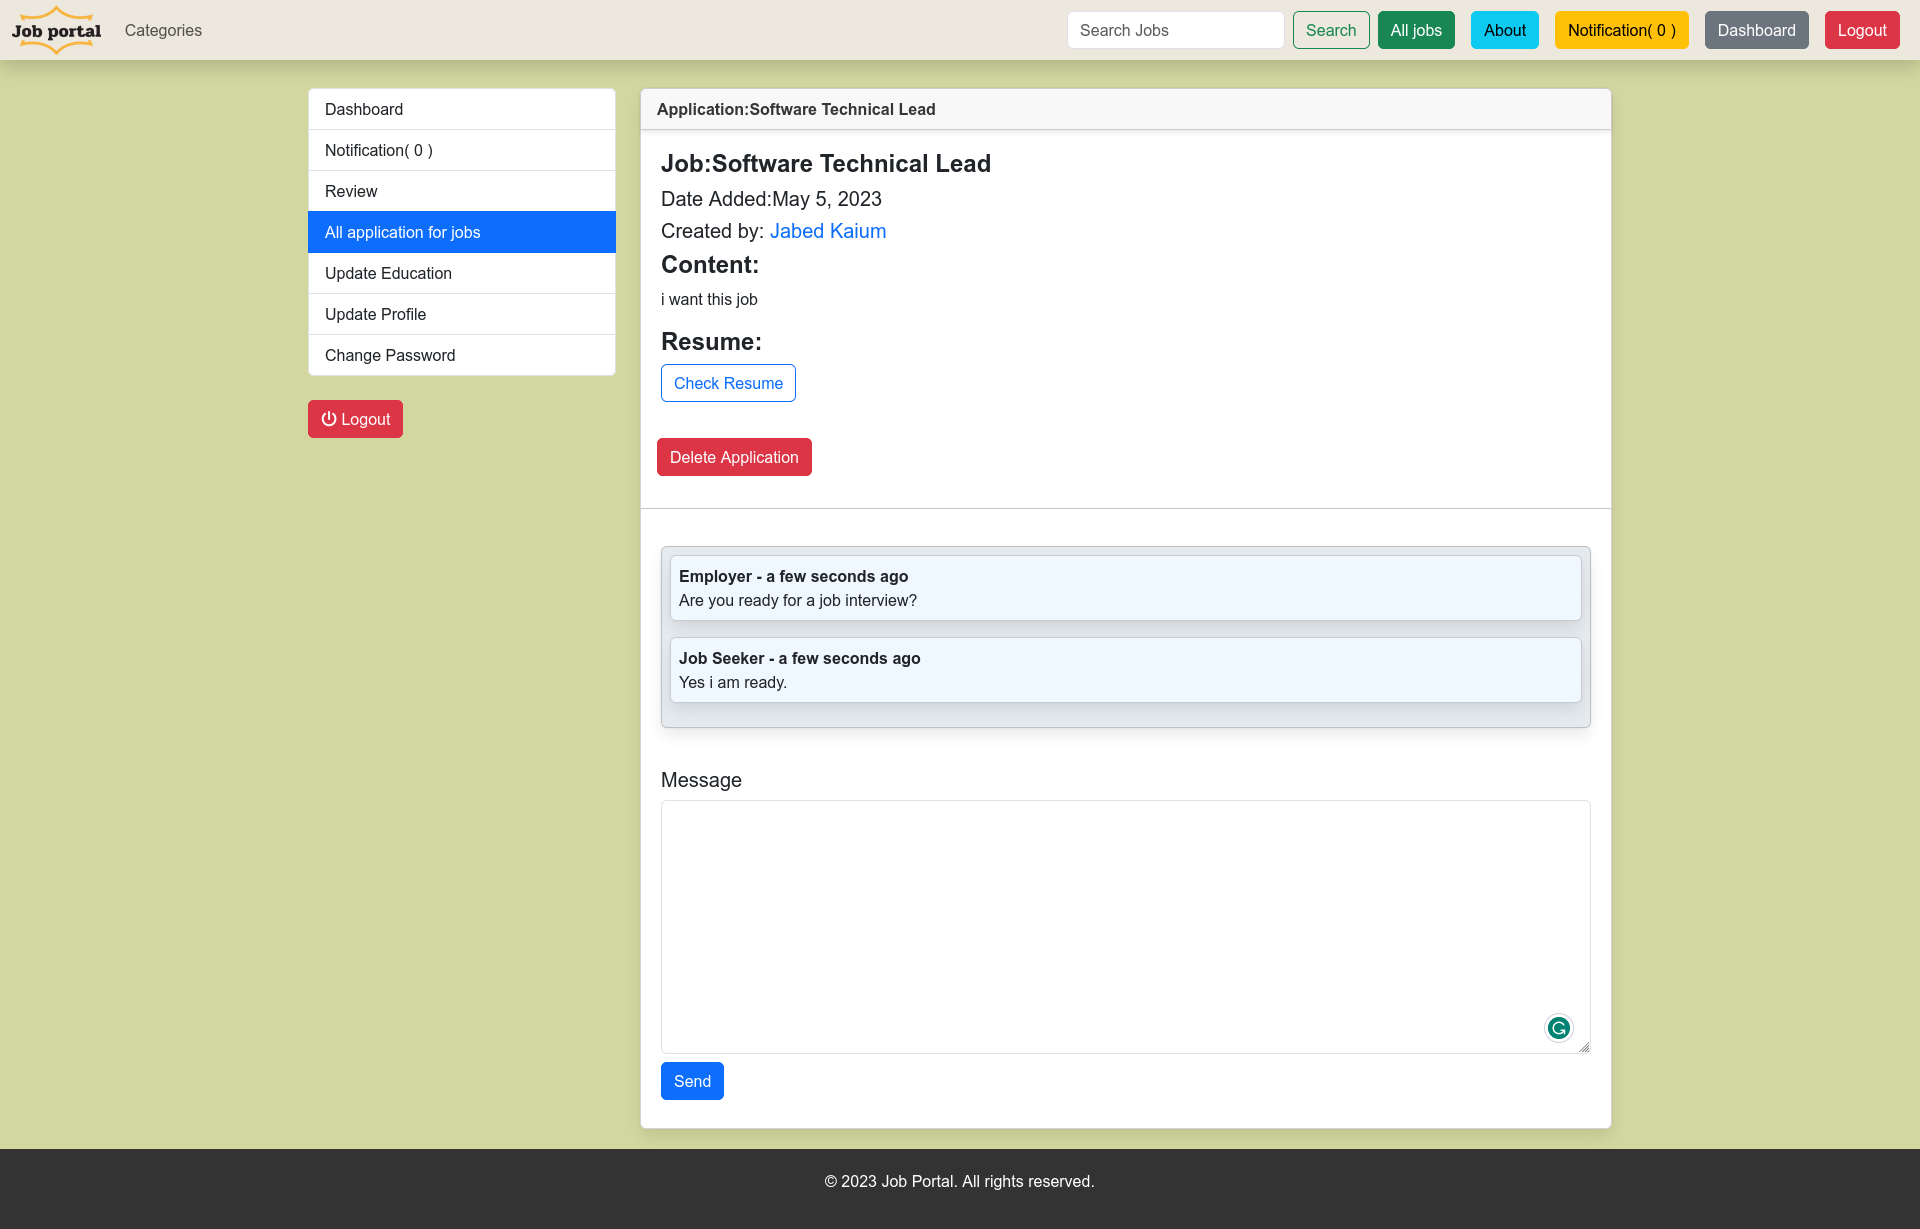 Job portal
Categories
Search Jobs
Search
All jobs
About
Notification( 0 )
Dashboard
Logout
Dashboard
Notification( 0 )
Review
All application for jobs
Update Education
Update Profile
Change Password
Logout
Application:Software Technical Lead
Job:Software Technical Lead
Date Added:May 5, 2023
Created by: Jabed Kaium
Content:
i want this job
Resume:
Check Resume
Delete Application
Employer - a few seconds ago
Are you ready for a job interview?
Job Seeker - a few seconds ago
Yes i am ready.
Message
Send
© 2023 Job Portal. All rights reserved.